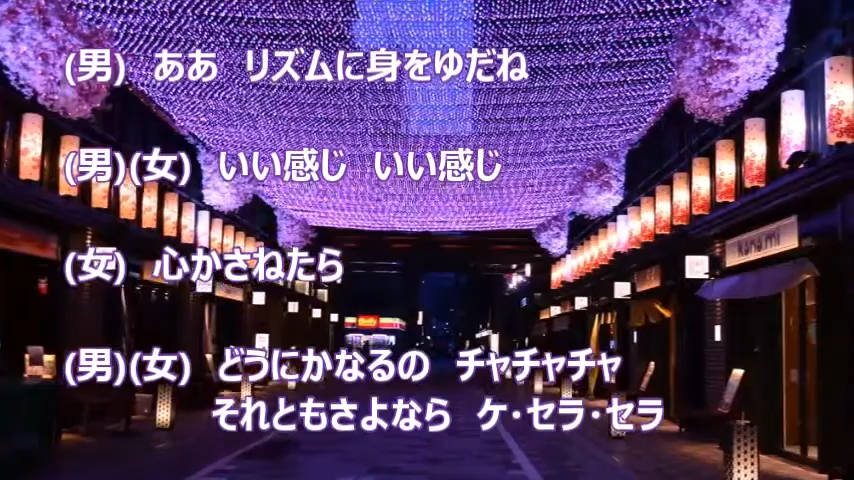 (男) ああ リズムに身をゆだね
(男)(女) いい感じ いい感じ
(女) 心かさねたら
(男)(女) どうにかなるの チャチャチャ
それともさよなら ケ・セラ・セラ